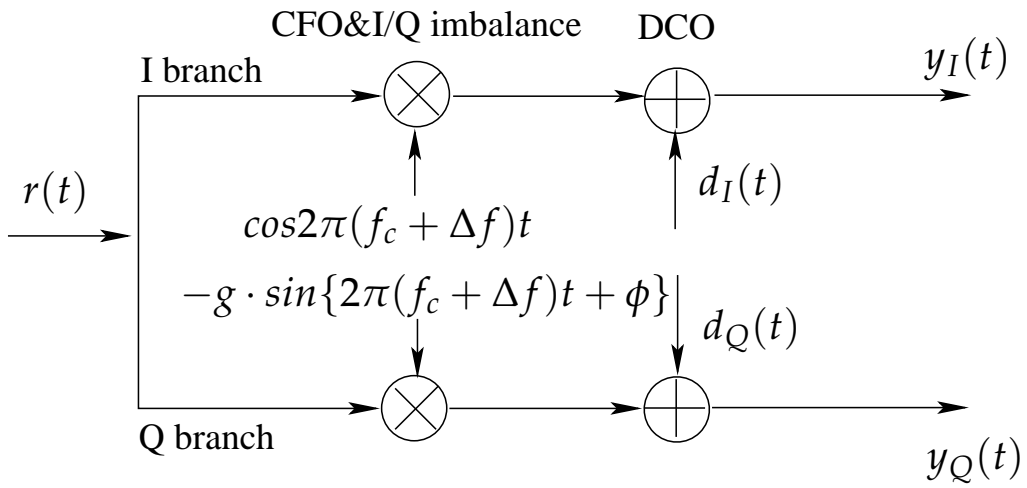 CFO&I/Q imbalance
DCO
I branch
y_I(t)
r(t)
d_I(t)
cos2π(f_c + Δf)t
−g · sin{2π(f_c + Δf)t + ϕ}
d_Q(t)
Q branch
y_Q(t)